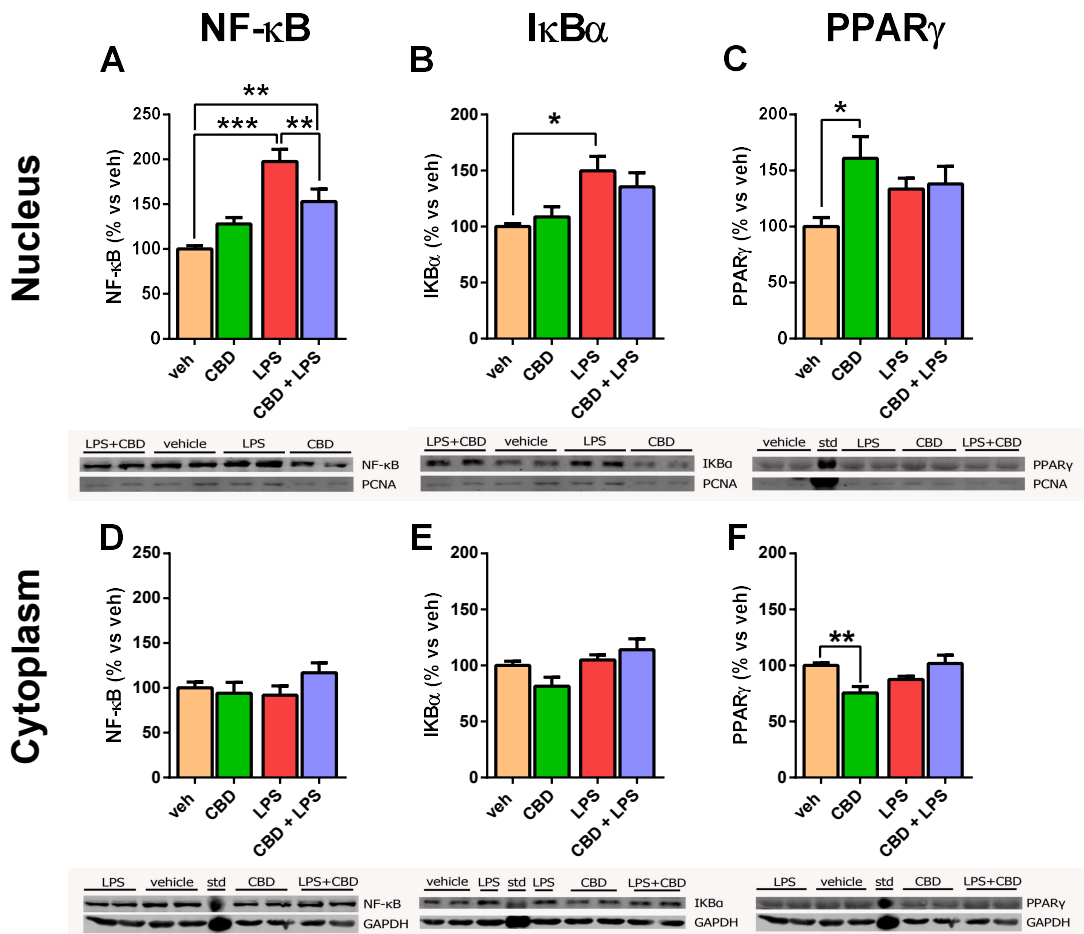 NF-κB IκBα PPARγ
Nucleus
A
** *** **
NF-κB (% vs veh)
250
200
150
100
50
0
veh CBD LPS CBD + LPS
LPS+CBD vehicle LPS CBD
NF-κB
PCNA
B
*
IKBα (% vs veh)
200
150
100
50
0
veh CBD LPS CBD + LPS
LPS+CBD vehicle LPS CBD
IKBα
PCNA
C
*
PPARγ (% vs veh)
200
150
100
50
0
veh CBD LPS CBD + LPS
vehicle std LPS CBD LPS+CBD
PPARγ
PCNA
Cytoplasm
D
NF-κB (% vs veh)
250
200
150
100
50
0
veh CBD LPS CBD + LPS
LPS vehicle std CBD LPS+CBD
NF-κB
GAPDH
E
IKBα (% vs veh)
200
150
100
50
0
veh CBD LPS CBD + LPS
vehicle LPS std LPS CBD LPS+CBD
IKBα
GAPDH
F
**
PPARγ (% vs veh)
200
150
100
50
0
veh CBD LPS CBD + LPS
LPS vehicle std CBD LPS+CBD
PPARγ
GAPDH